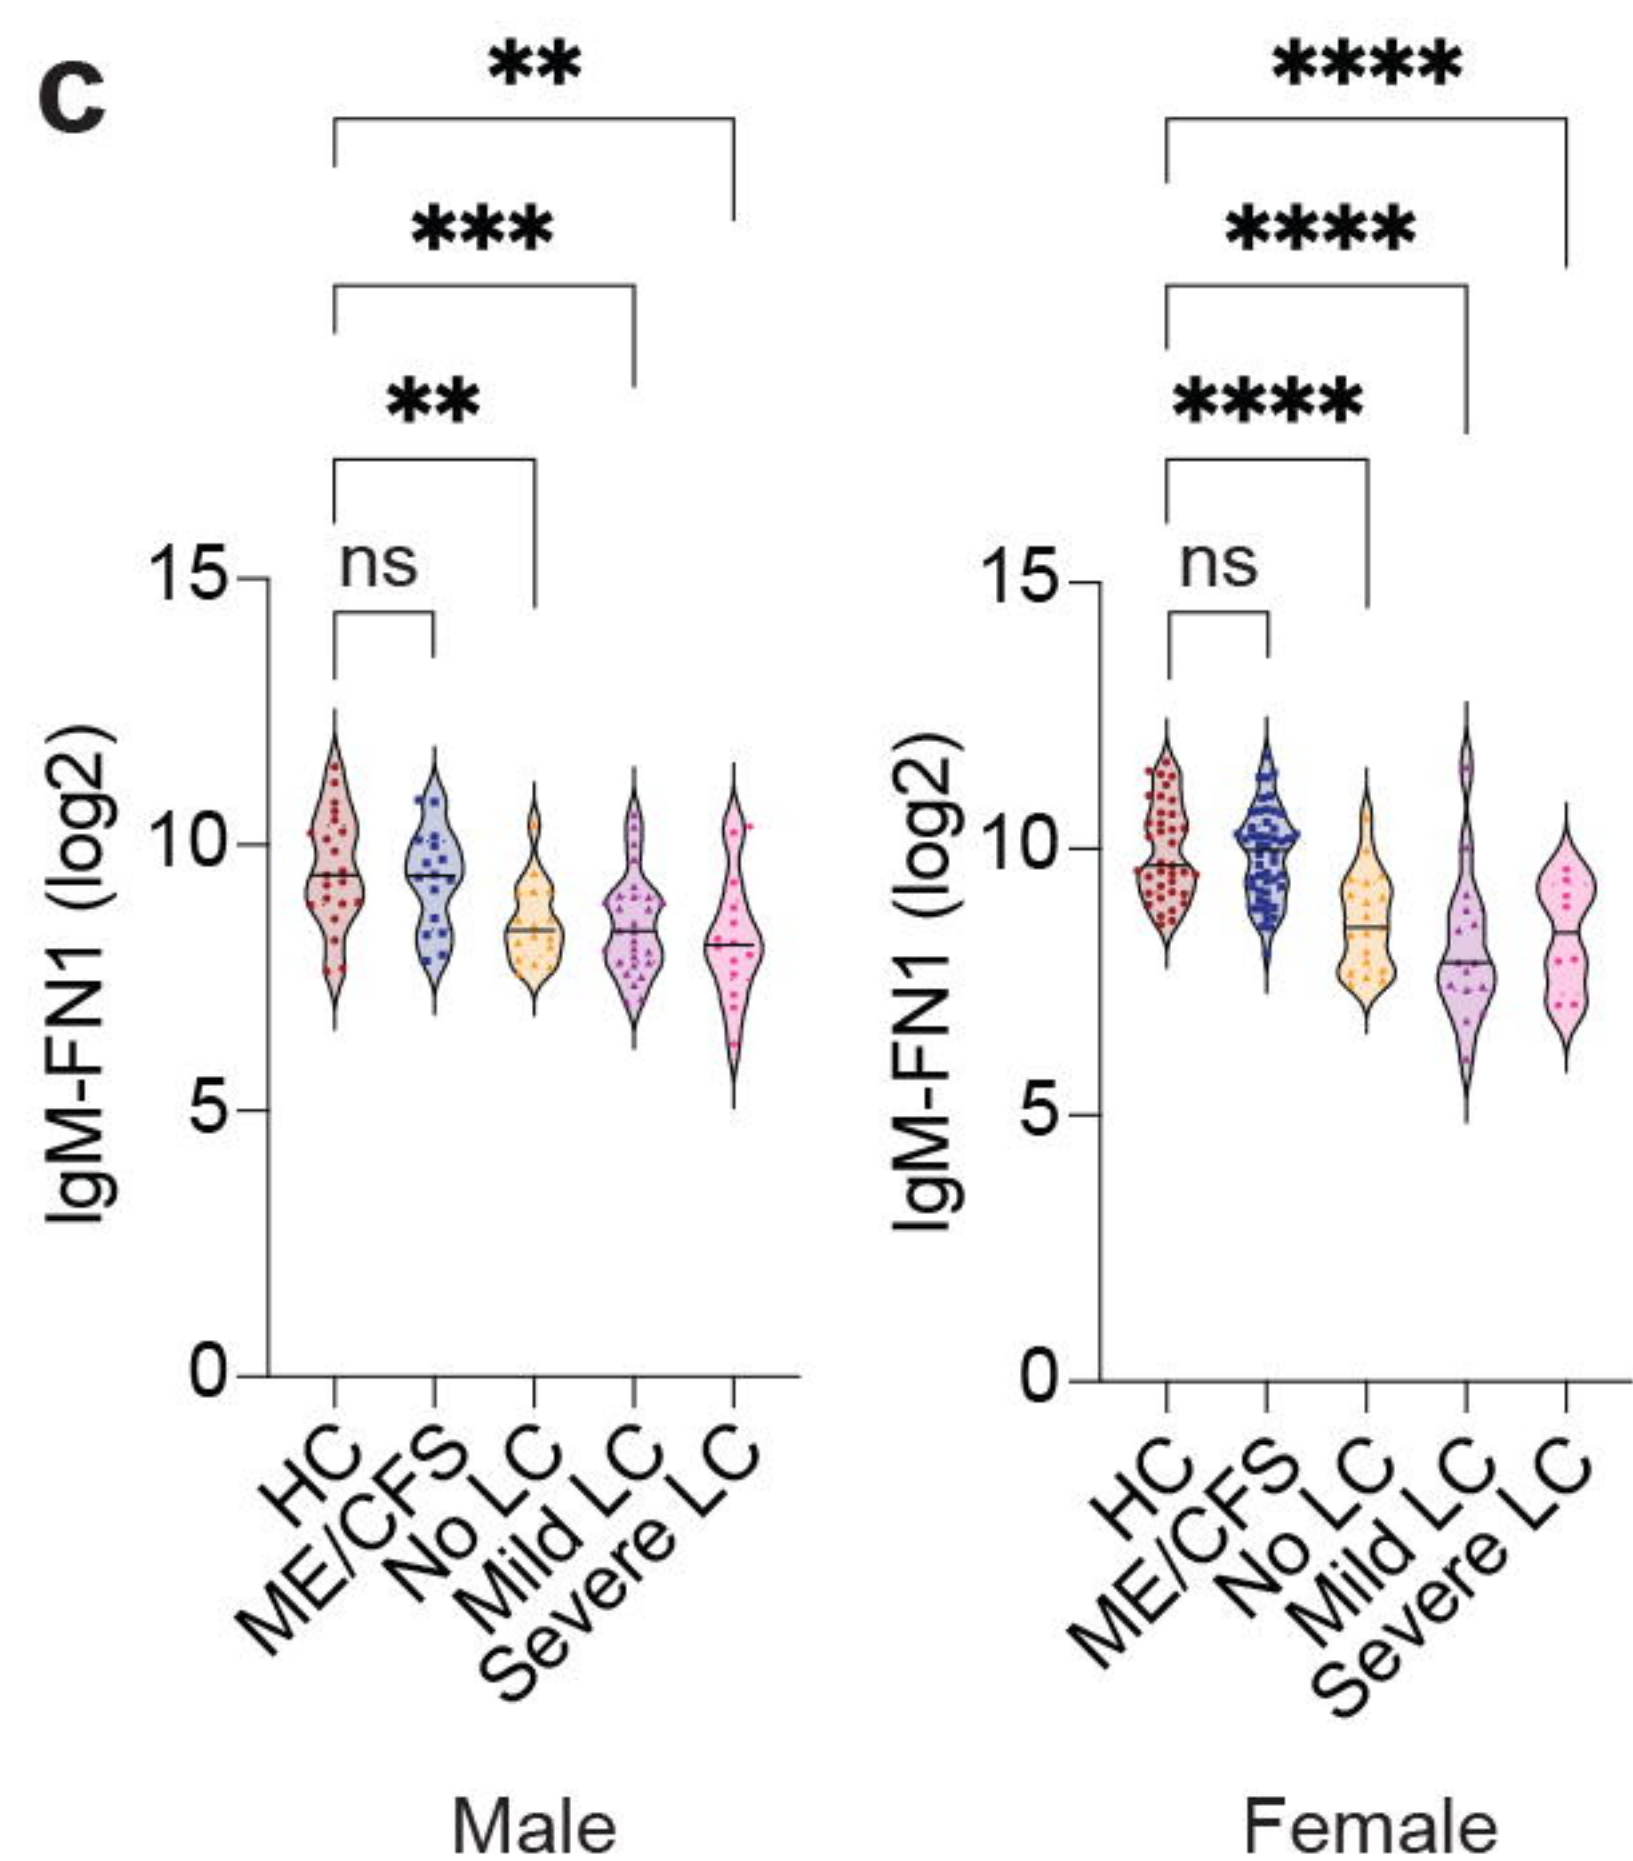 c
**
***
**
ns
15
10
5
0
IgM-FN1 (log2)
HC
ME/CFS
No LC
Mild LC
Severe LC
Male
****
****
****
ns
15
10
5
0
IgM-FN1 (log2)
HC
ME/CFS
No LC
Mild LC
Severe LC
Female